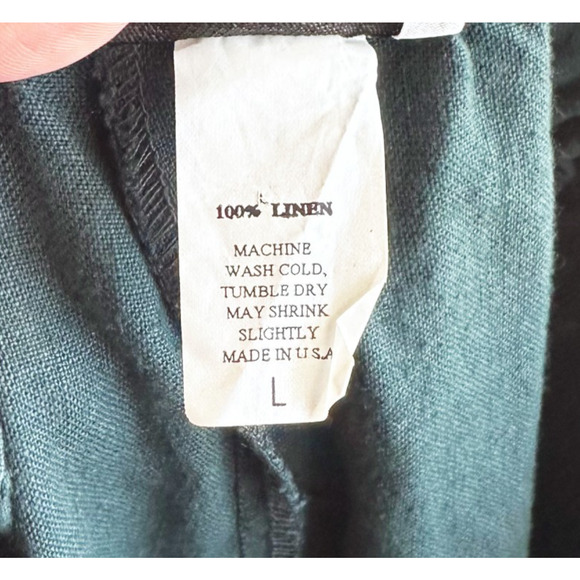 100% LINEN
MACHINE
WASH COLD,
TUMBLE DRY
MAY SHRINK
SLIGHTLY
MADE IN U.S.A
L